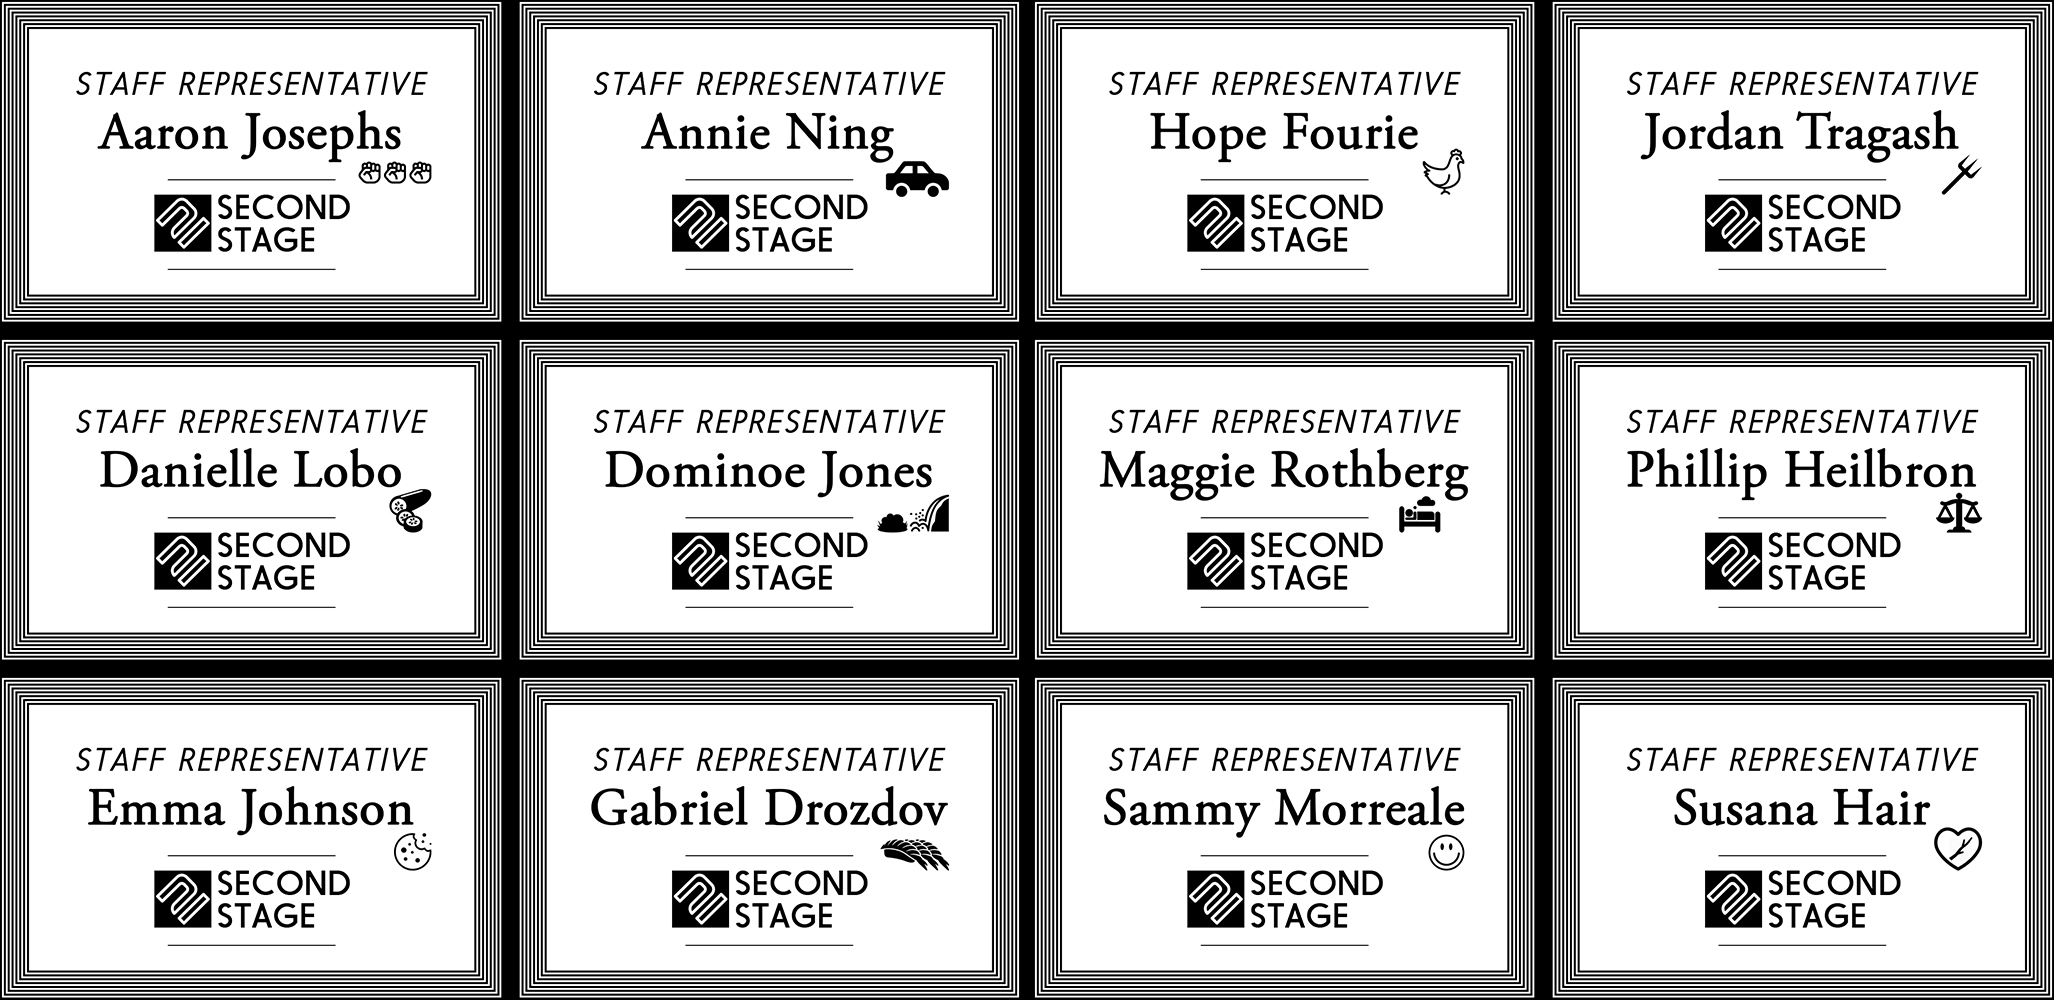 STAFF REPRESENTATIVE
Aaron Josephs
SECOND
STAGE
STAFF REPRESENTATIVE
Annie Ning
SECOND
STAGE
STAFF REPRESENTATIVE
Hope Fourie
SECOND
STAGE
STAFF REPRESENTATIVE
Jordan Tragash
SECOND
STAGE
STAFF REPRESENTATIVE
Danielle Lobo
SECOND
STAGE
STAFF REPRESENTATIVE
Dominoe Jones
SECOND
STAGE
STAFF REPRESENTATIVE
Maggie Rothberg
SECOND
STAGE
STAFF REPRESENTATIVE
Phillip Heilbron
SECOND
STAGE
STAFF REPRESENTATIVE
Emma Johnson
SECOND
STAGE
STAFF REPRESENTATIVE
Gabriel Drozdov
SECOND
STAGE
STAFF REPRESENTATIVE
Sammy Morreale
SECOND
STAGE
STAFF REPRESENTATIVE
Susana Hair
SECOND
STAGE